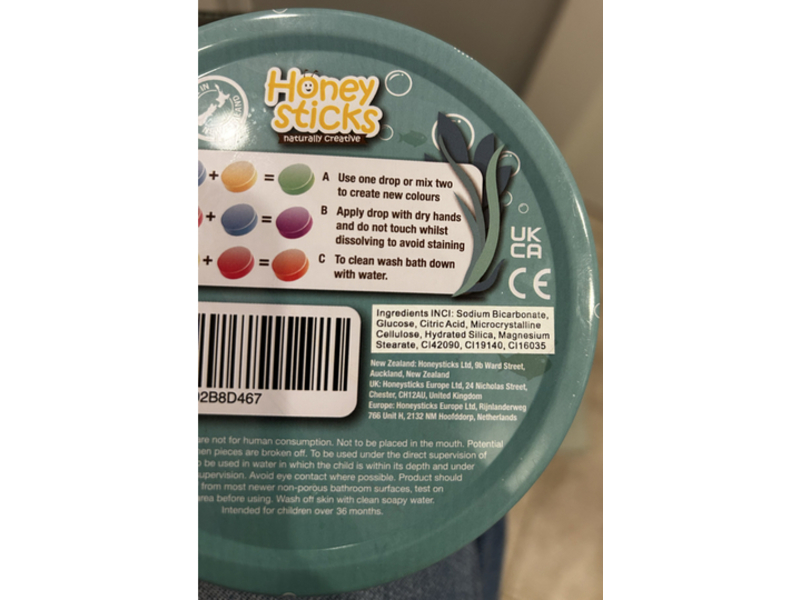 Honey
sticks
naturally creative
IN
+ =
A Use one drop or mix two
to create new colours
+ =
B Apply drop with dry hands
and do not touch whilst
dissolving to avoid staining
+ =
C To clean wash bath down
with water.
UK
CA
CE
Ingredients INCI: Sodium Bicarbonate,
Glucose, Citric Acid, Microcrystalline
Cellulose, Hydrated Silica, Magnesium
Stearate, CI42090, CI19140, CI16035
New Zealand: Honeysticks Ltd, 9b Ward Street,
Auckland, New Zealand
UK: Honeysticks Europe Ltd, 24 Nicholas Street,
Chester, CH12AU, United Kingdom
Europe: Honeysticks Europe Ltd, Rijnlanderweg
766 Unit H, 2132 NM Hoofddorp, Netherlands
02B8D467
are not for human consumption. Not to be placed in the mouth. Potential
en pieces are broken off. To be used under the direct supervision of
o be used in water in which the child is within its depth and under
supervision. Avoid eye contact where possible. Product should
from most newer non-porous bathroom surfaces, test on
area before using. Wash off skin with clean soapy water.
Intended for children over 36 months.